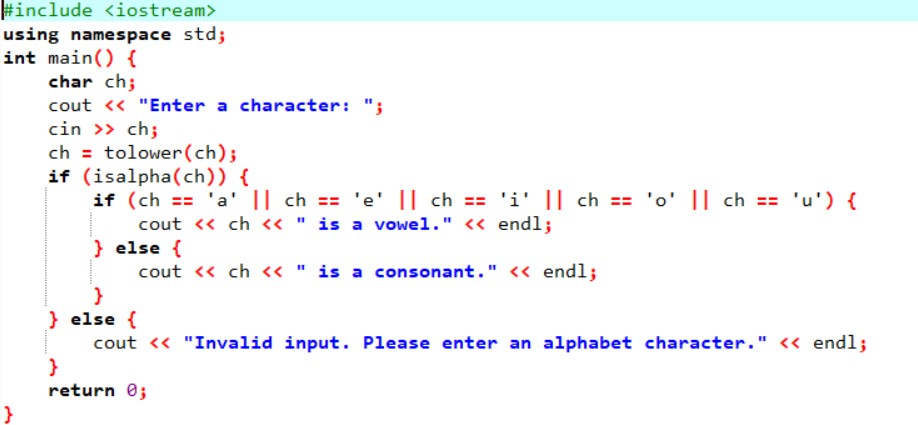 #include <iostream>
using namespace std;
int main() {
    char ch;
    cout << "Enter a character: ";
    cin >> ch;
    ch = tolower(ch);
    if (isalpha(ch)) {
        if (ch == 'a' || ch == 'e' || ch == 'i' || ch == 'o' || ch == 'u') {
            cout << ch << " is a vowel." << endl;
        } else {
            cout << ch << " is a consonant." << endl;
        }
    } else {
        cout << "Invalid input. Please enter an alphabet character." << endl;
    }
    return 0;
}